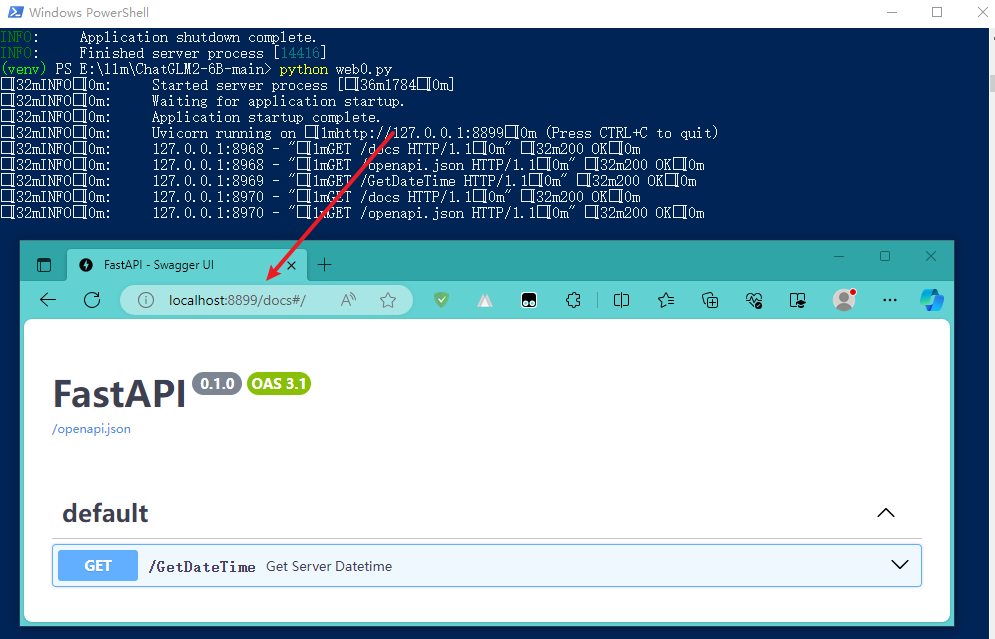 Windows PowerShell
INFO:     Application shutdown complete.
INFO:     Finished server process [14416]
(venv) PS E:\llm\ChatGLM2-6B-main> python web0.py
□[32mINFO□[0m:     Started server process [□[36m1784□[0m]
□[32mINFO□[0m:     Waiting for application startup.
□[32mINFO□[0m:     Application startup complete.
□[32mINFO□[0m:     Uvicorn running on □[1mhttp://127.0.0.1:8899□[0m (Press CTRL+C to quit)
□[32mINFO□[0m:     127.0.0.1:8968 - "□[1mGET /docs HTTP/1.1□[0m" □[32m200 OK□[0m
□[32mINFO□[0m:     127.0.0.1:8968 - "□[1mGET /openapi.json HTTP/1.1□[0m" □[32m200 OK□[0m
□[32mINFO□[0m:     127.0.0.1:8969 - "□[1mGET /GetDateTime HTTP/1.1□[0m" □[32m200 OK□[0m
□[32mINFO□[0m:     127.0.0.1:8970 - "□[1mGET /docs HTTP/1.1□[0m" □[32m200 OK□[0m
□[32mINFO□[0m:     127.0.0.1:8970 - "□[1mGET /openapi.json HTTP/1.1□[0m" □[32m200 OK□[0m
FastAPI - Swagger UI
localhost:8899/docs#/
FastAPI 0.1.0 OAS 3.1
/openapi.json
default
GET /GetDateTime Get Server Datetime